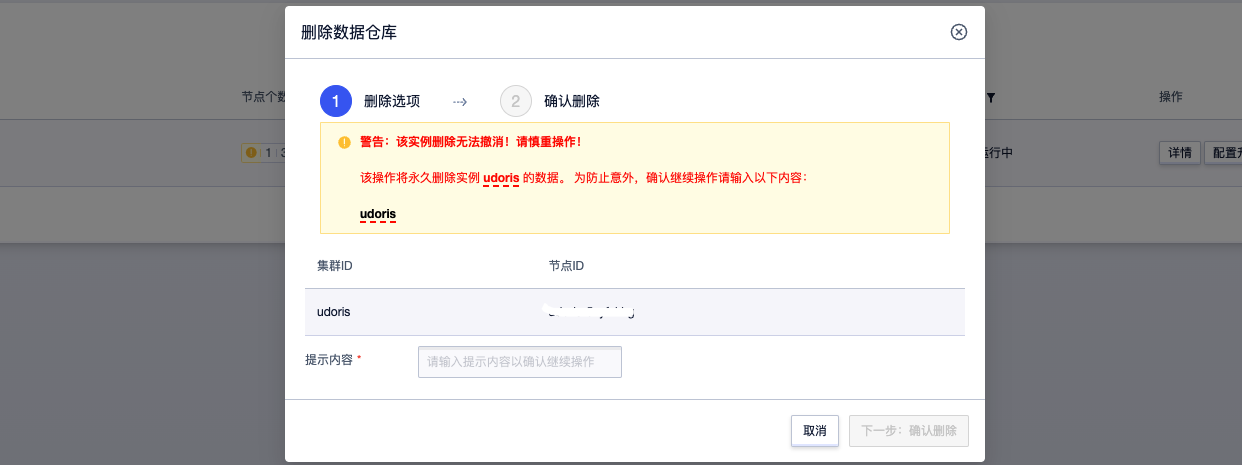 删除数据仓库
1 删除选项 2 确认删除
节点个数
操作
警告：该实例删除无法撤消！请慎重操作！
1 3
运行中
详情 配置升
该操作将永久删除实例 udoris 的数据。 为防止意外，确认继续操作请输入以下内容：
udoris
集群ID 节点ID
udoris
提示内容 *
请输入提示内容以确认继续操作
取消 下一步：确认删除